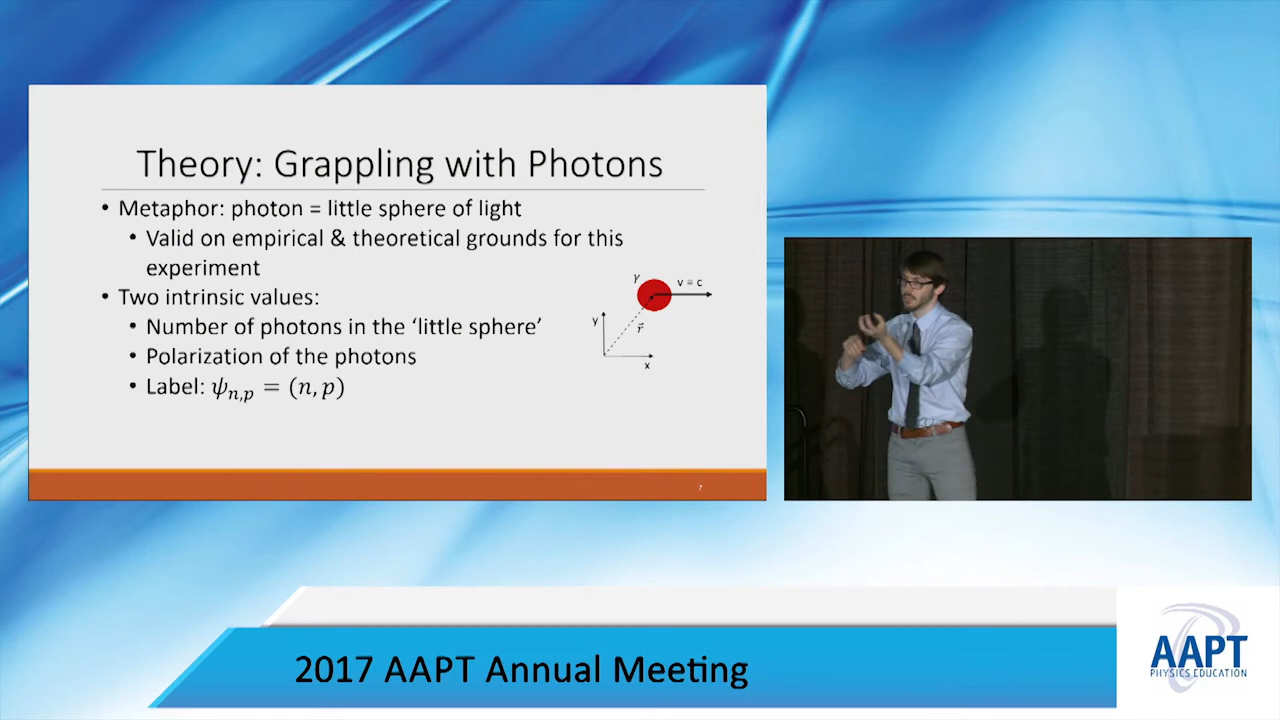 Theory: Grappling with Photons
• Metaphor: photon = little sphere of light
• Valid on empirical & theoretical grounds for this
experiment
• Two intrinsic values:
• Number of photons in the ‘little sphere’
• Polarization of the photons
• Label: ψn,p = (n, p)
γ
v = c
y
r⃗
x
7
2017 AAPT Annual Meeting
AAPT
PHYSICS EDUCATION